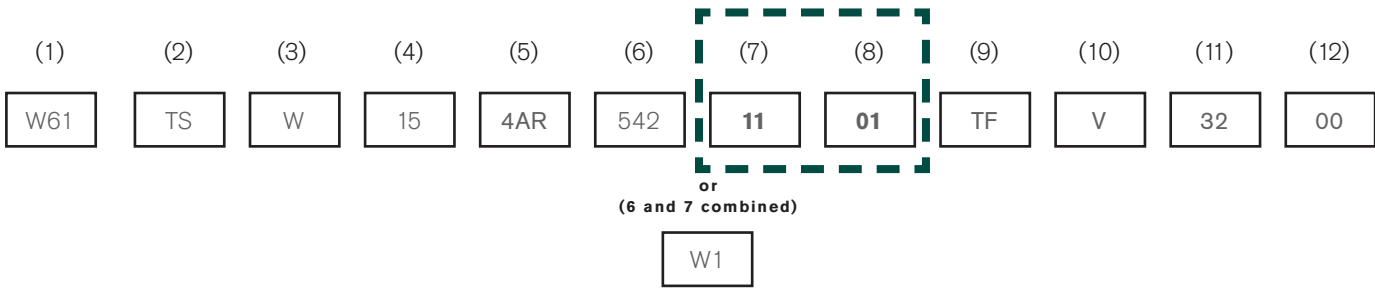 (1) (2) (3) (4) (5) (6) (7) (8) (9) (10) (11) (12)
W61 TS W 15 4AR 542 11 01 TF V 32 00
or
(6 and 7 combined)
W1